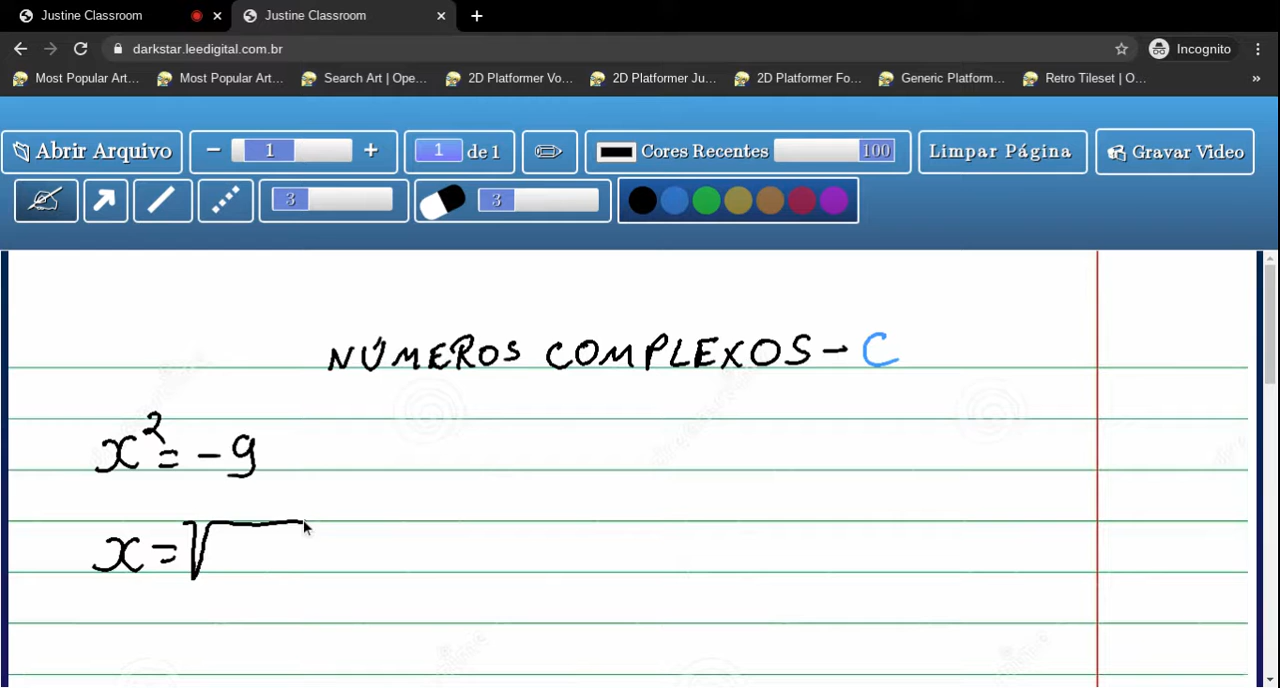 Justine Classroom
Justine Classroom
darkstar.leedigital.com.br
Incognito
Most Popular Art...
Most Popular Art...
Search Art | Ope...
2D Platformer Vo...
2D Platformer Ju...
2D Platformer Fo...
Generic Platform...
Retro Tileset | O...
»
Abrir Arquivo
− 1 +
1 de 1
Cores Recentes 100
Limpar Página
Gravar Video
3
3
NÚMEROS COMPLEXOS - C
x² = -9
x = √